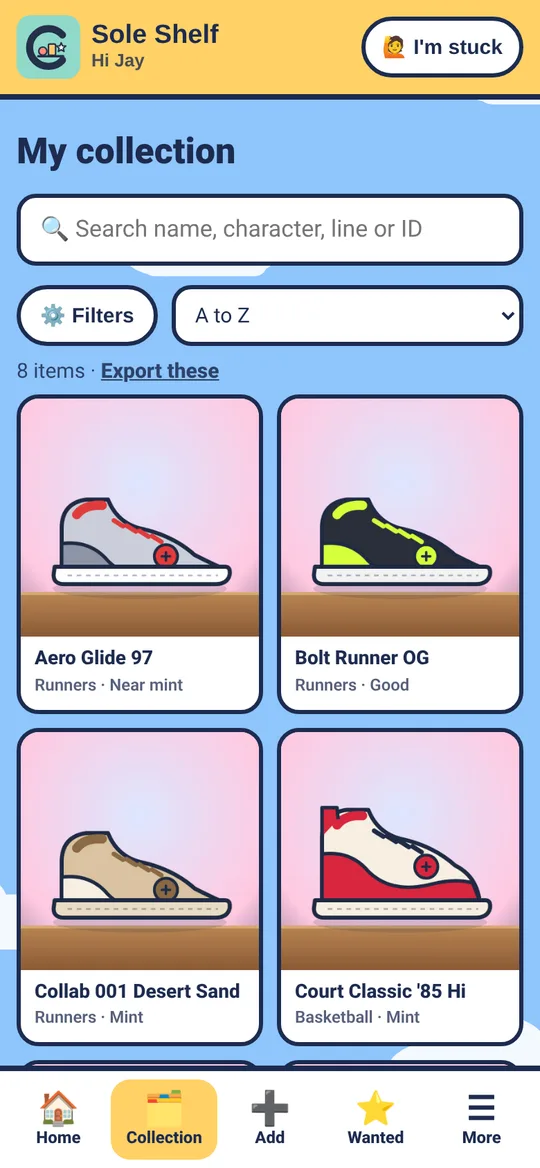 Sole Shelf
Hi Jay
🙋 I'm stuck
My collection
🔍 Search name, character, line or ID
⚙️ Filters
A to Z
8 items · Export these
Aero Glide 97
Runners · Near mint
Bolt Runner OG
Runners · Good
Collab 001 Desert Sand
Runners · Mint
Court Classic '85 Hi
Basketball · Mint
Home
Collection
Add
Wanted
More